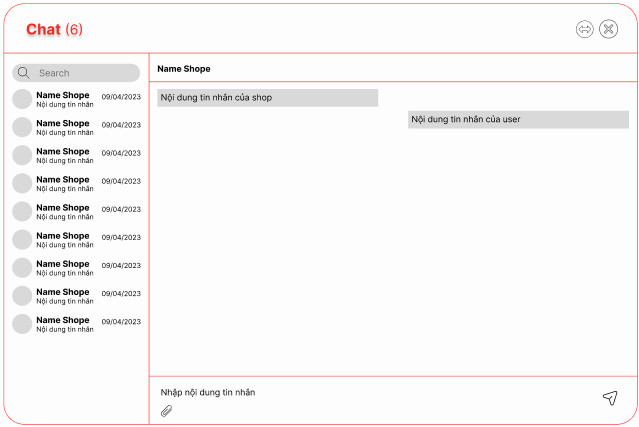 Chat (6)
Search
Name Shope 09/04/2023
Nội dung tin nhắn
Name Shope 09/04/2023
Nội dung tin nhắn
Name Shope 09/04/2023
Nội dung tin nhắn
Name Shope 09/04/2023
Nội dung tin nhắn
Name Shope 09/04/2023
Nội dung tin nhắn
Name Shope 09/04/2023
Nội dung tin nhắn
Name Shope 09/04/2023
Nội dung tin nhắn
Name Shope 09/04/2023
Nội dung tin nhắn
Name Shope 09/04/2023
Nội dung tin nhắn
Name Shope
Nội dung tin nhắn của shop
Nội dung tin nhắn của user
Nhập nội dung tin nhắn